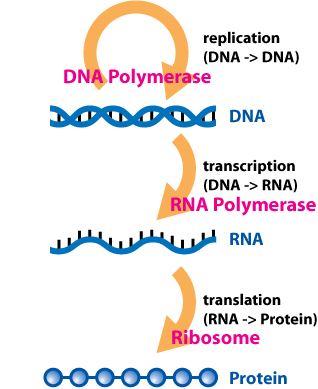 replication
(DNA -> DNA)
DNA Polymerase
DNA
transcription
(DNA -> RNA)
RNA Polymerase
RNA
translation
(RNA -> Protein)
Ribosome
Protein